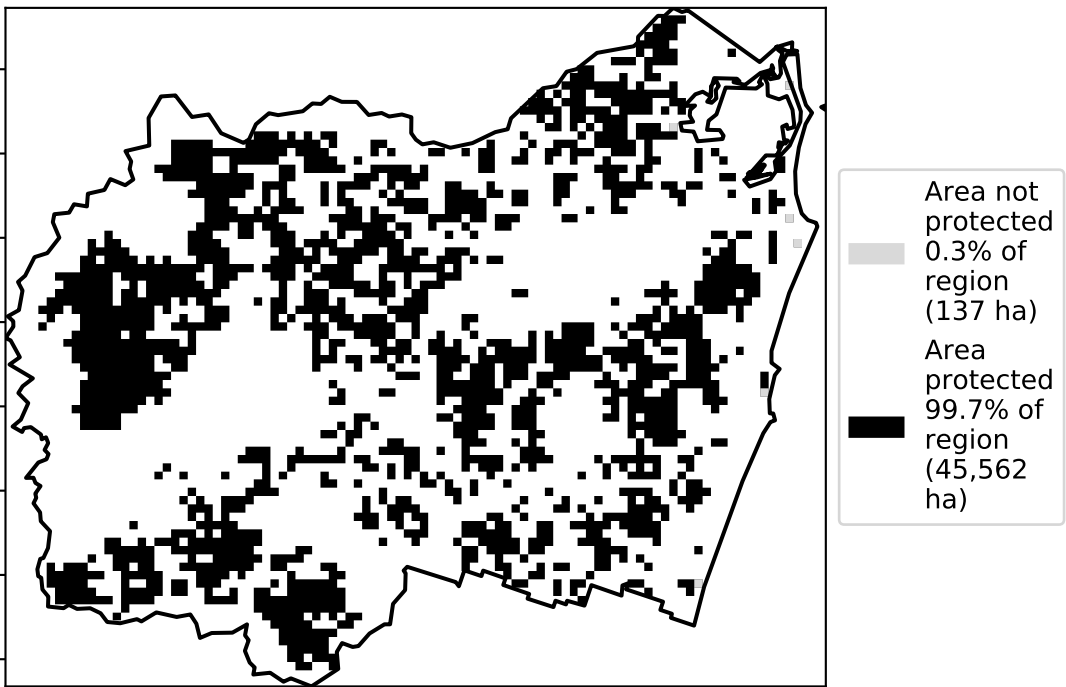 Area not
protected
0.3% of
region
(137 ha)
Area
protected
99.7% of
region
(45,562
ha)